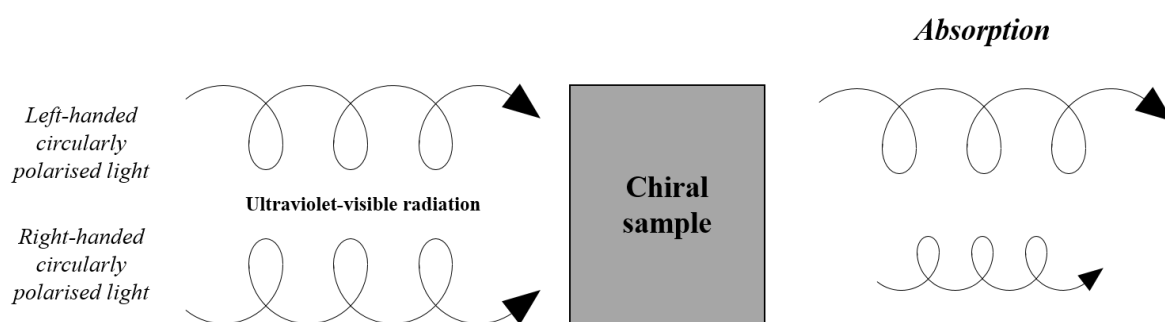 Absorption
Left-handed
circularly
polarised light
Ultraviolet-visible radiation
Right-handed
circularly
polarised light
Chiral
sample